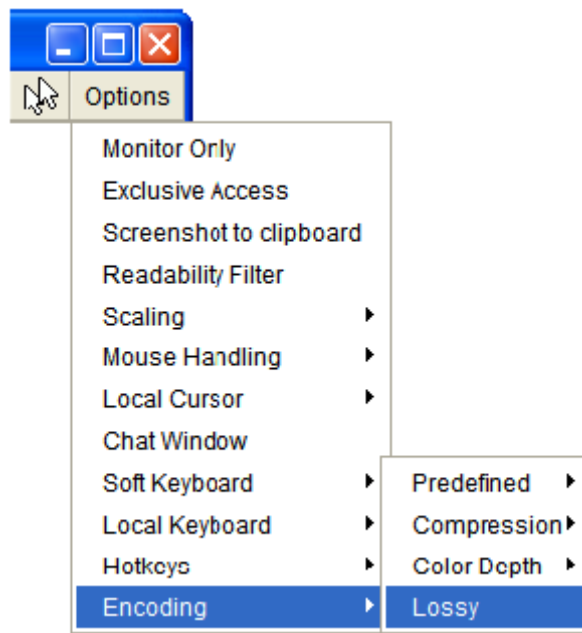 Options
Monitor Only
Exclusive Access
Screenshot to clipboard
Readability Filter
Scaling
Mouse Handling
Local Cursor
Chat Window
Soft Keyboard
Local Keyboard
Hotkeys
Encoding
Predefined
Compression
Color Depth
Lossy